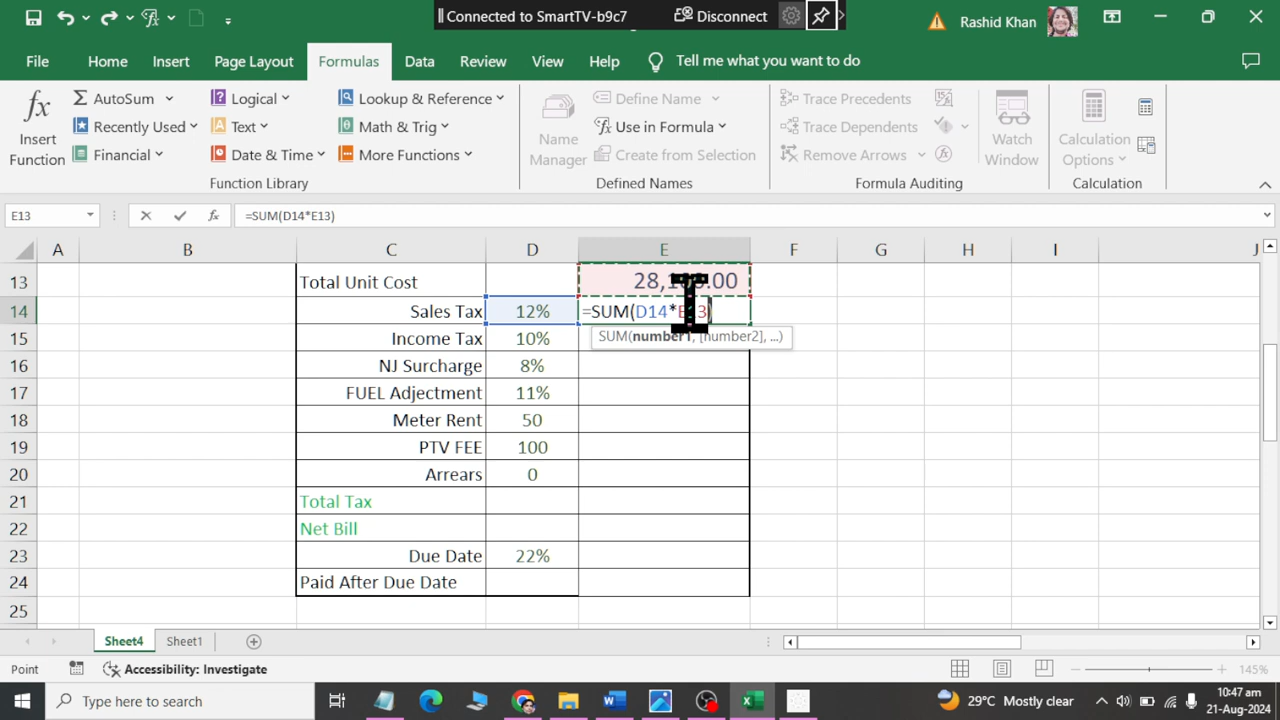 Connected to SmartTV-b9c7 Disconnect
Rashid Khan
File Home Insert Page Layout Formulas Data Review View Help Tell me what you want to do
fx Insert Function
AutoSum
Recently Used
Financial
Logical
Text
Date & Time
Lookup & Reference
Math & Trig
More Functions
Function Library
Name Manager
Define Name
Use in Formula
Create from Selection
Defined Names
Trace Precedents
Trace Dependents
Remove Arrows
Formula Auditing
Watch Window
Calculation Options
Calculation
E13 fx =SUM(D14*E13)
A B C D E F G H I J
13 Total Unit Cost
14 Sales Tax 12% =SUM(D14*
SUM(number1, [number2], ...)
15 Income Tax 10%
16 NJ Surcharge 8%
17 FUEL Adjectment 11%
18 Meter Rent 50
19 PTV FEE 100
20 Arrears 0
21 Total Tax
22 Net Bill
23 Due Date 22%
24 Paid After Due Date
25
Sheet4 Sheet1
Point Accessibility: Investigate 145%
Type here to search 29°C Mostly clear 10:47 am
21-Aug-2024